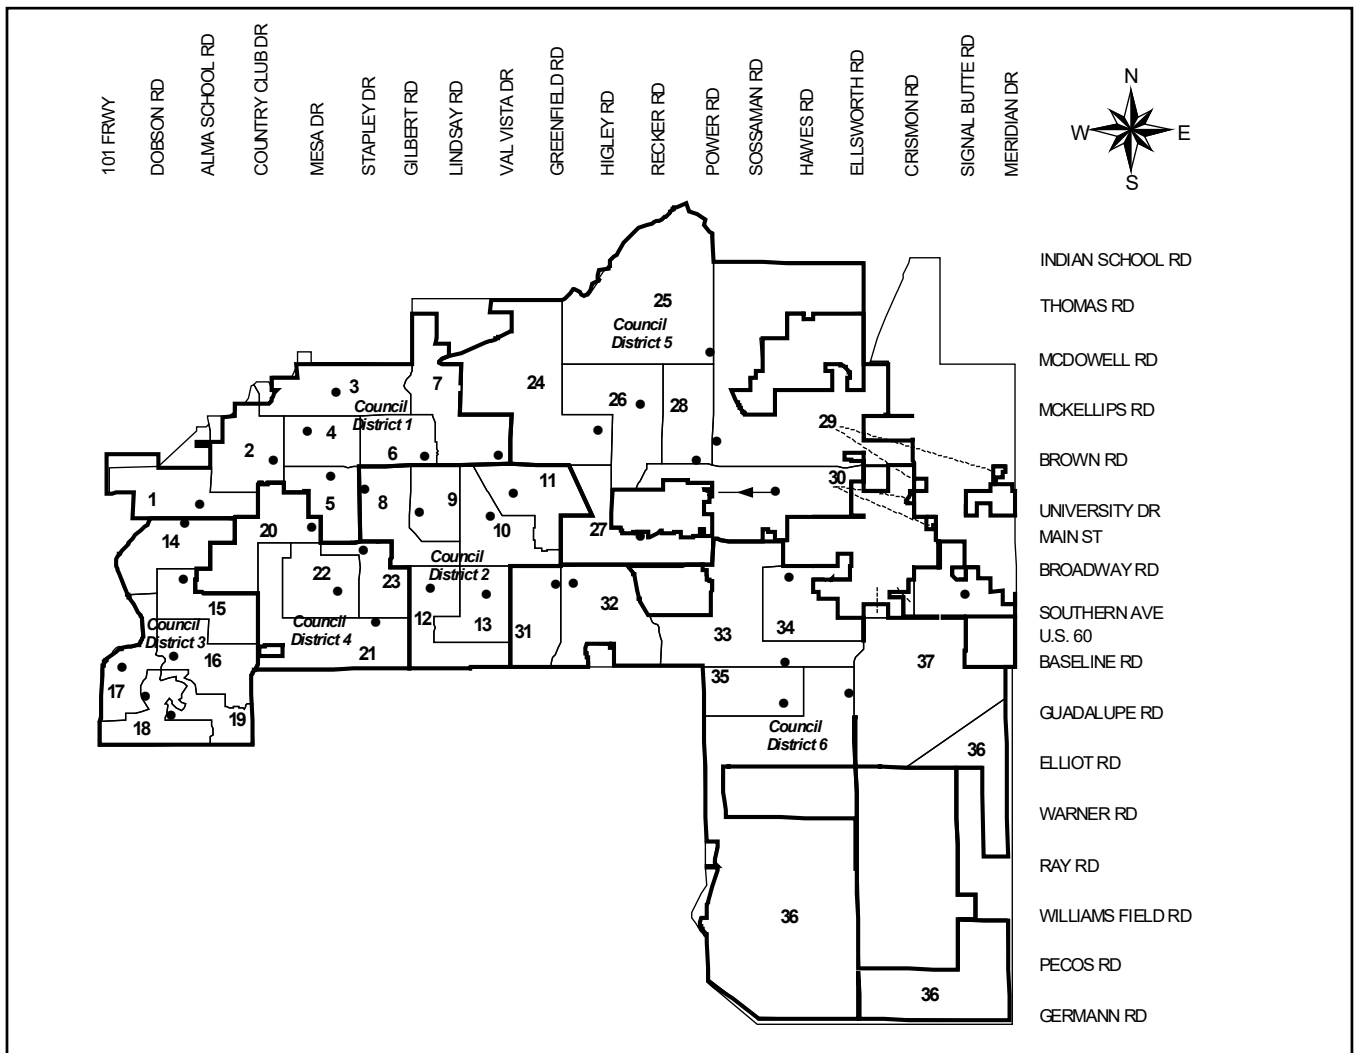 101 FRWY
DOBSON RD
ALMA SCHOOL RD
COUNTRY CLUB DR
MESA DR
STAPLEY DR
GILBERT RD
LINDSAY RD
VAL VISTA DR
GREENFIELD RD
HIGLEY RD
RECKER RD
POWER RD
SOSSAMAN RD
HAWES RD
ELLSWORTH RD
CRISMON RD
SIGNAL BUTTE RD
MERIDIAN DR
N
W
E
S
INDIAN SCHOOL RD
THOMAS RD
MCDOWELL RD
MCKELLIPS RD
BROWN RD
UNIVERSITY DR
MAIN ST
BROADWAY RD
SOUTHERN AVE
U.S. 60
BASELINE RD
GUADALUPE RD
ELLIOT RD
WARNER RD
RAY RD
WILLIAMS FIELD RD
PECOS RD
GERMANN RD
25
Council
District 5
3
7
24
26
28
Council
District 1
4
29
2
6
30
11
1
5
8
9
10
27
20
14
Council
District 2
22
23
15
12
13
31
32
33
34
Council
District 3
Council
District 4
16
21
37
17
35
18
19
Council
District 6
36
36
36